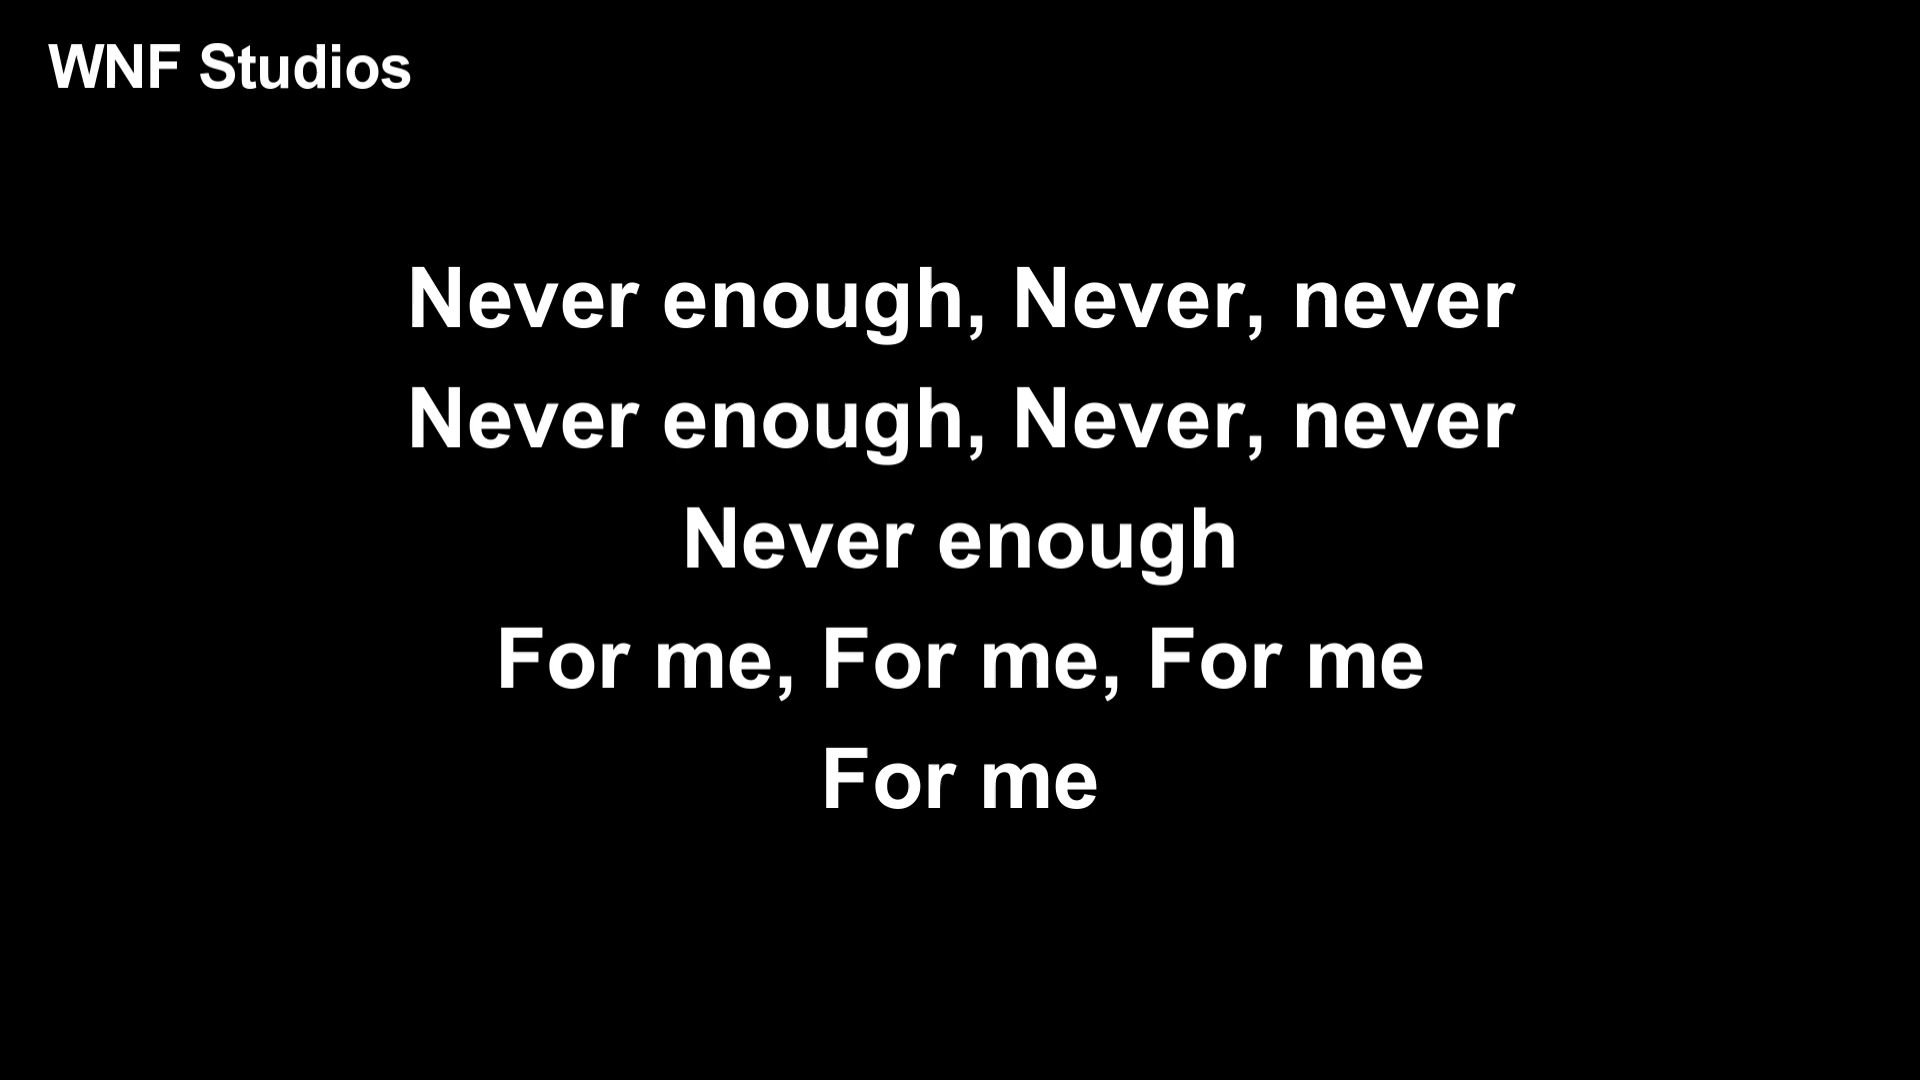 WNF Studios
Never enough, Never, never
Never enough, Never, never
Never enough
For me, For me, For me
For me